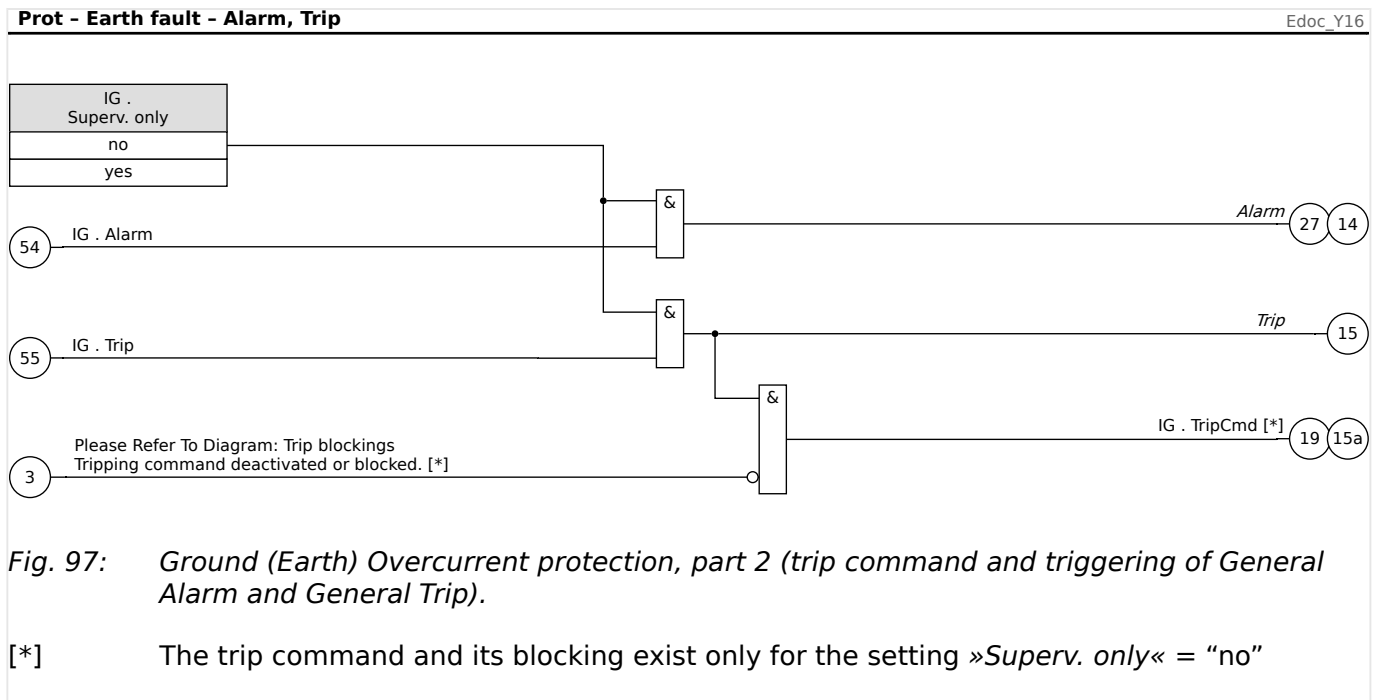 Prot – Earth fault – Alarm, Trip
Edoc_Y16
IG .
Superv. only
no
yes
&
Alarm
27
14
54
IG . Alarm
&
Trip
15
55
IG . Trip
&
IG . TripCmd [*]
19
15a
Please Refer To Diagram: Trip blockings
Tripping command deactivated or blocked. [*]
3
Fig. 97: Ground (Earth) Overcurrent protection, part 2 (trip command and triggering of General
Alarm and General Trip).
[*] The trip command and its blocking exist only for the setting »Superv. only« = “no”